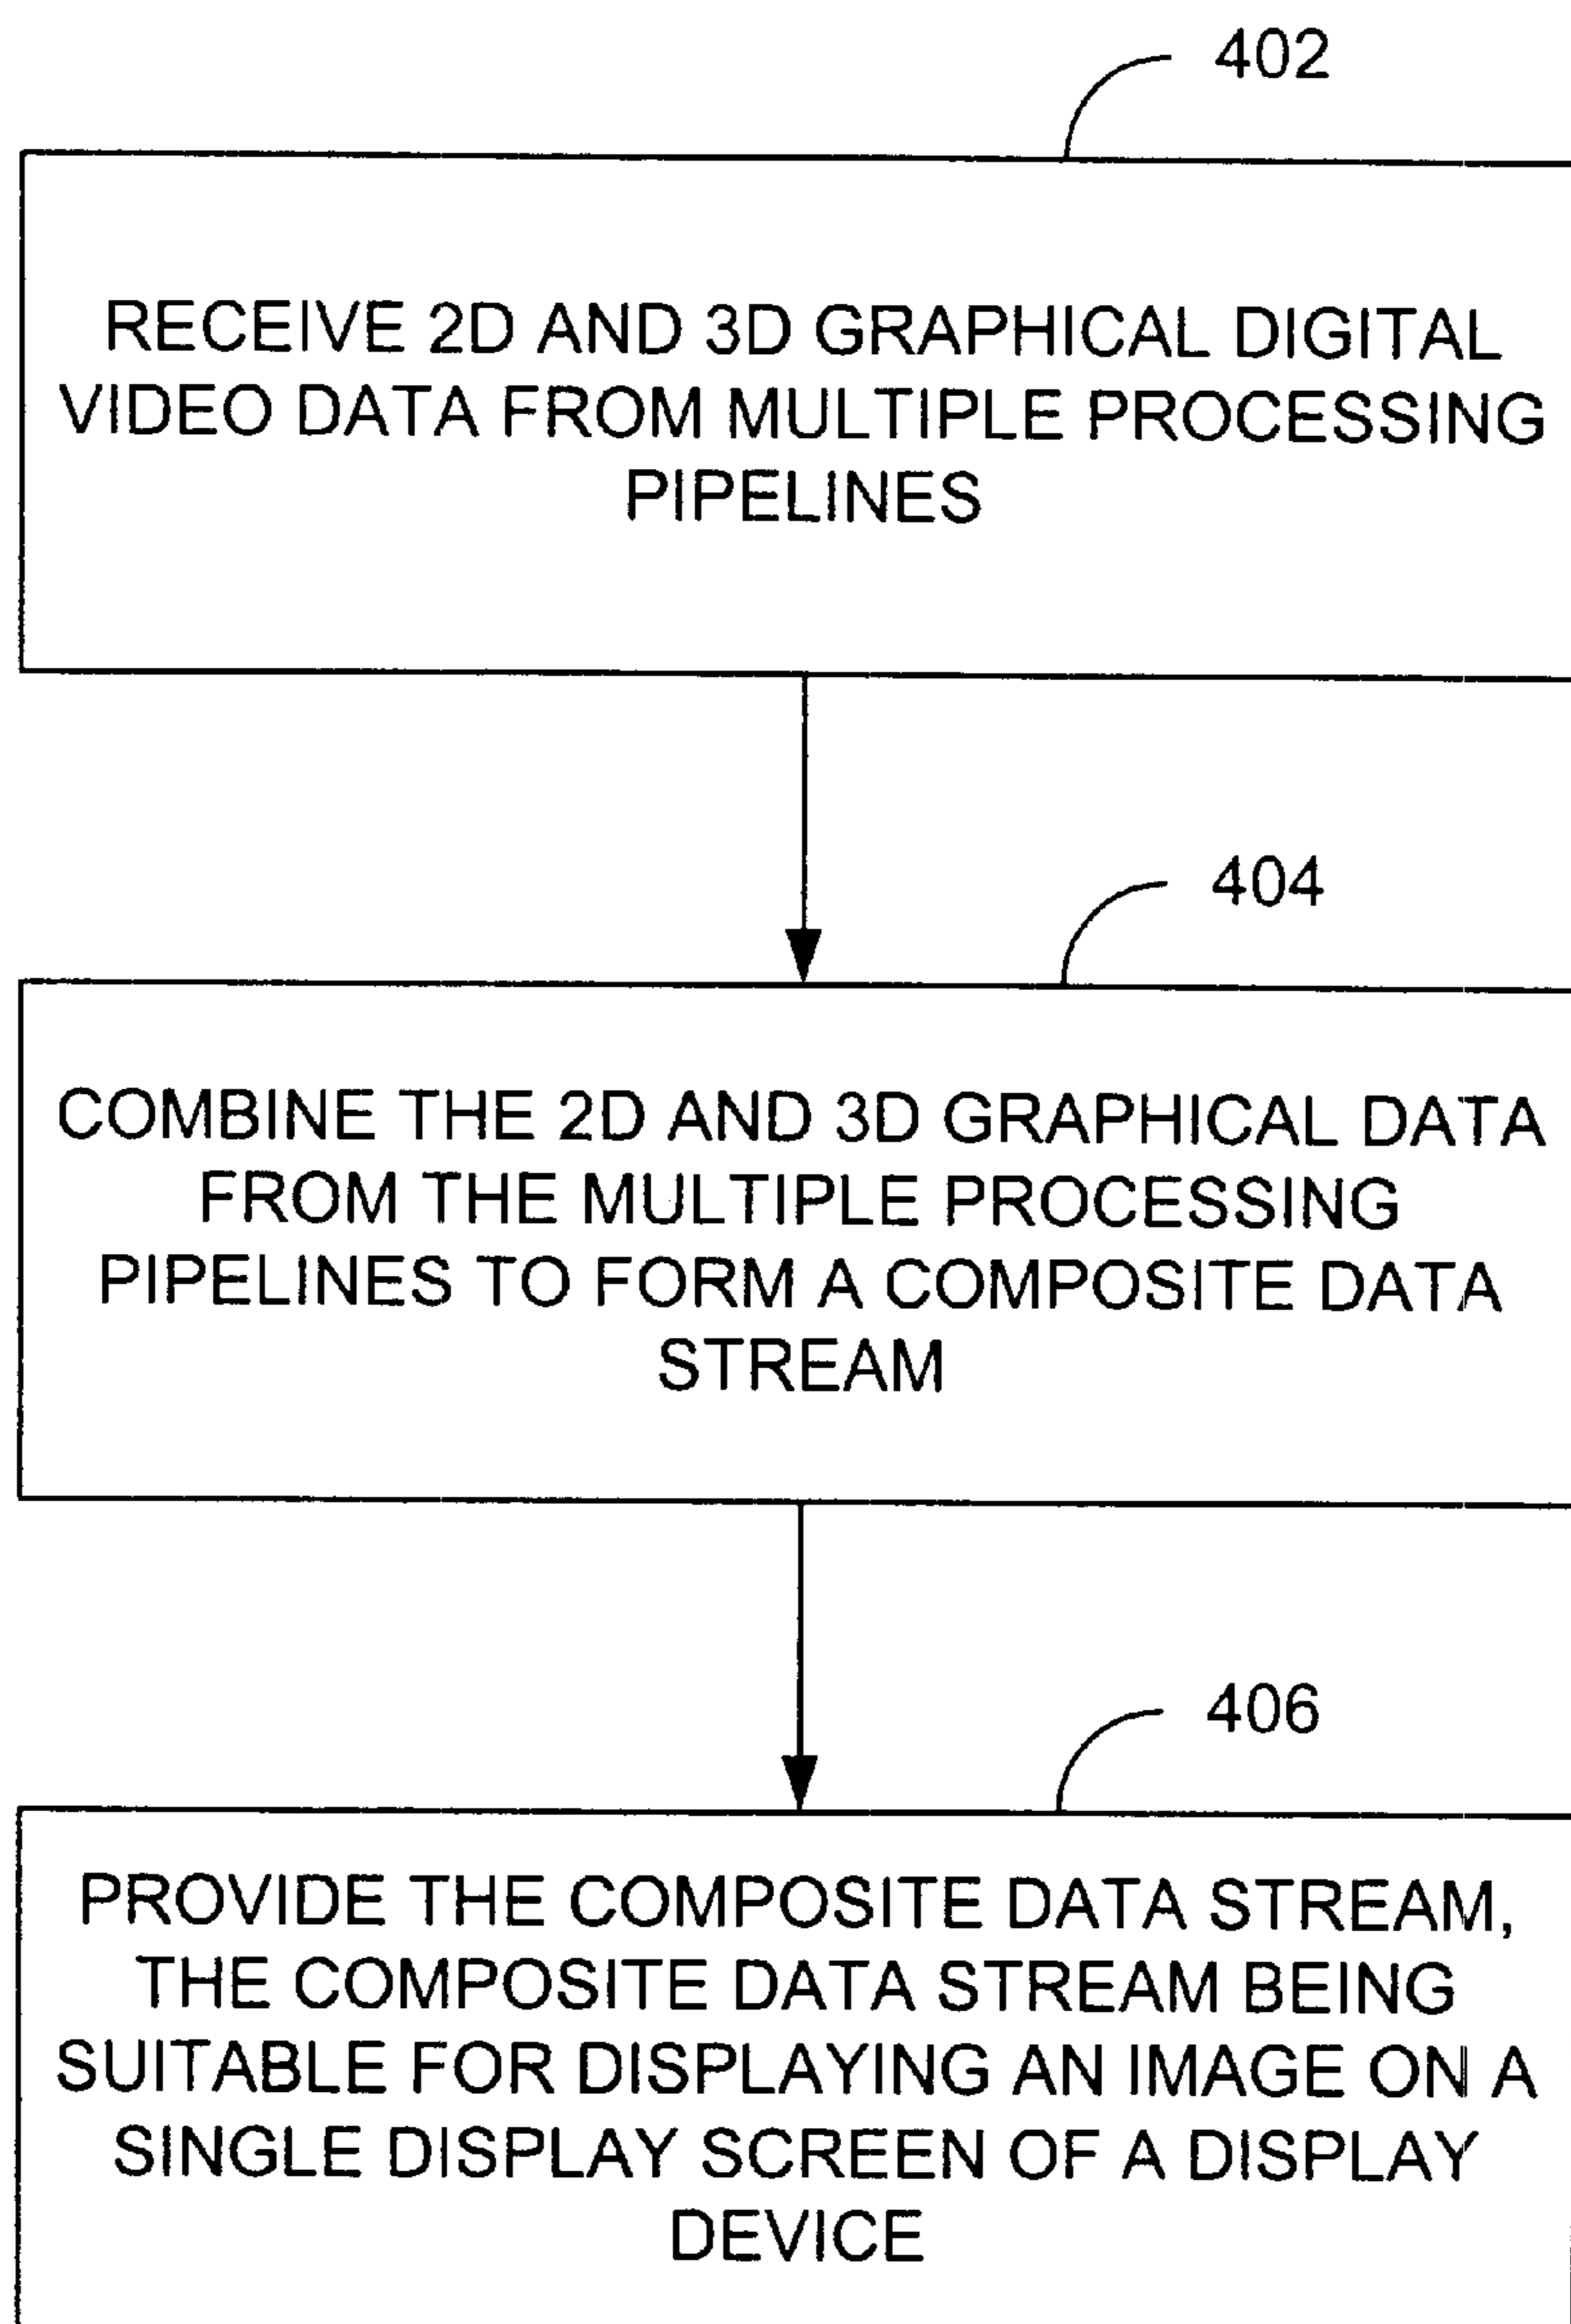 402
RECEIVE 2D AND 3D GRAPHICAL DIGITAL
VIDEO DATA FROM MULTIPLE PROCESSING
PIPELINES
404
COMBINE THE 2D AND 3D GRAPHICAL DATA
FROM THE MULTIPLE PROCESSING
PIPELINES TO FORM A COMPOSITE DATA
STREAM
406
PROVIDE THE COMPOSITE DATA STREAM,
THE COMPOSITE DATA STREAM BEING
SUITABLE FOR DISPLAYING AN IMAGE ON A
SINGLE DISPLAY SCREEN OF A DISPLAY
DEVICE